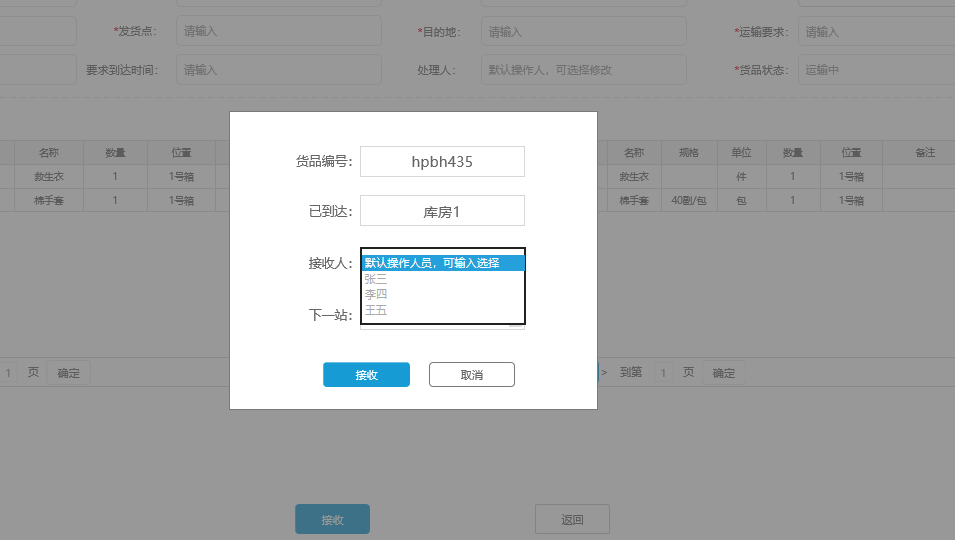 *发货点： 请输入 *目的地： 请输入 *运输要求： 请输入
要求到达时间： 请输入 处理人： 默认操作人，可选择修改 *货品状态： 运输中
名称 数量 位置 名称 规格 单位 数量 位置 备注
救生衣 1 1号箱 救生衣 件 1 1号箱
棉手套 1 1号箱 棉手套 40副/包 包 1 1号箱
货品编号： hpbh435
已到达： 库房1
接收人： 默认操作人员，可输入选择
张三
李四
王五
下一站：
1 页 确定 > 到第 1 页 确定
接收 取消
接收 返回